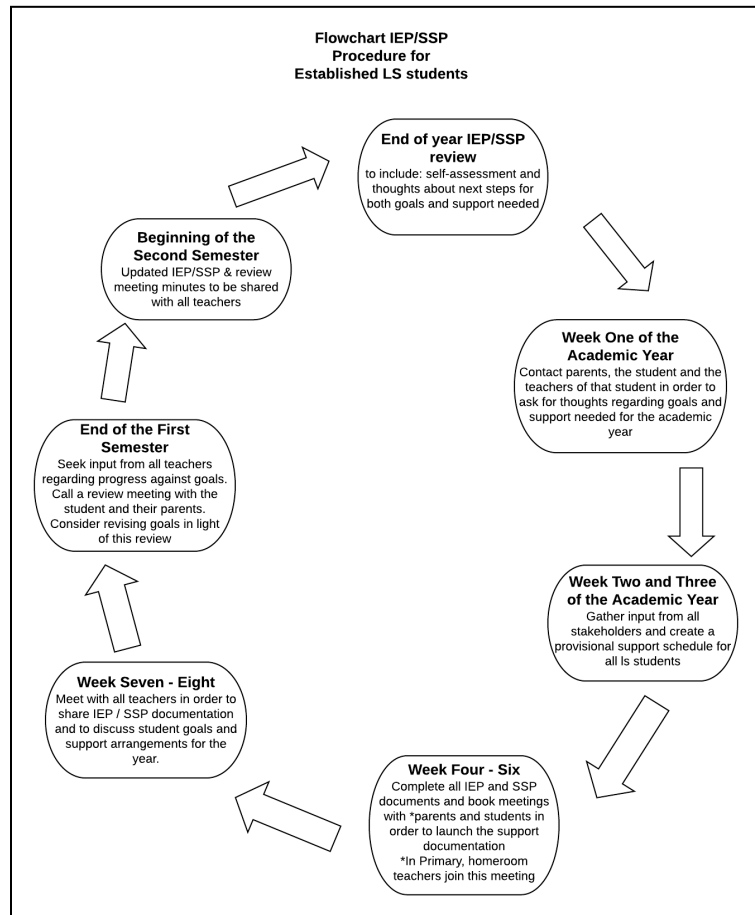 Flowchart IEP/SSP
Procedure for
Established LS students
End of year IEP/SSP
review
to include: self-assessment and
thoughts about next steps for
both goals and support needed
Week One of the
Academic Year
Contact parents, the student and the
teachers of that student in order to
ask for thoughts regarding goals and
support needed for the academic
year
Week Two and Three
of the Academic Year
Gather input from all
stakeholders and create a
provisional support schedule for
all ls students
Week Four - Six
Complete all IEP and SSP
documents and book meetings
with *parents and students in
order to launch the support
documentation
*In Primary, homeroom
teachers join this meeting
Week Seven - Eight
Meet with all teachers in order to
share IEP / SSP documentation
and to discuss student goals and
support arrangements for the
year.
End of the First
Semester
Seek input from all teachers
regarding progress against goals.
Call a review meeting with the
student and their parents.
Consider revising goals in light
of this review
Beginning of the
Second Semester
Updated IEP/SSP & review
meeting minutes to be shared
with all teachers